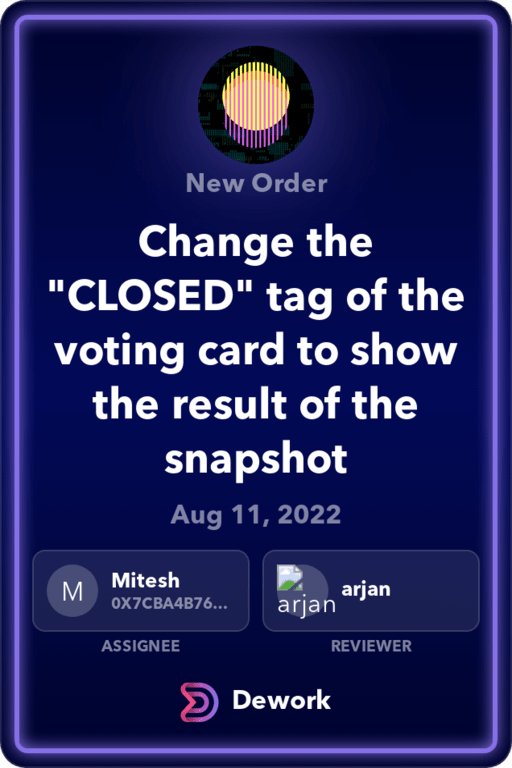 New Order
Change the
"CLOSED" tag of the
voting card to show
the result of the
snapshot
Aug 11, 2022
M
Mitesh
0X7CBA4B76...
ASSIGNEE
arjan
arjan
REVIEWER
Dework